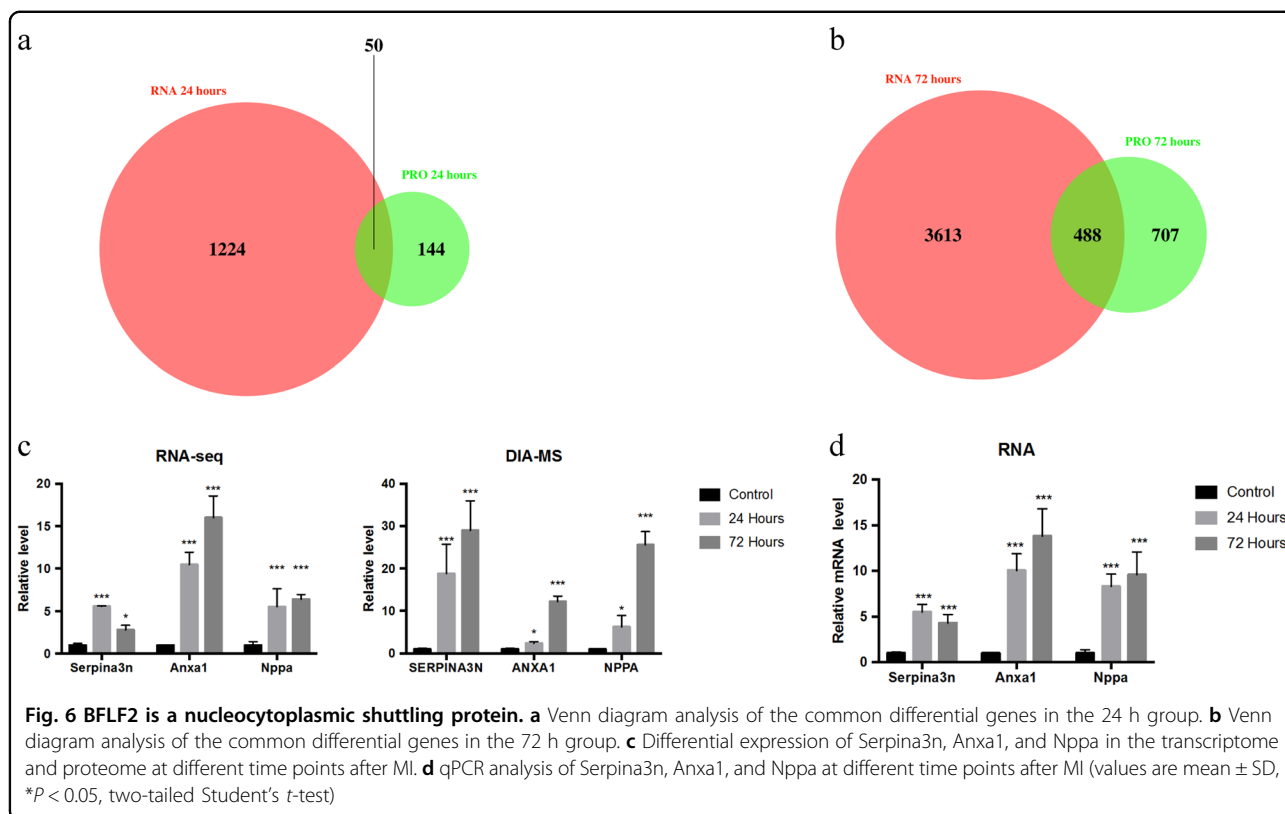 a
50
RNA 24 hours
PRO 24 hours
1224
144
b
RNA 72 hours
PRO 72 hours
3613
488
707
c
RNA-seq
Relative level
20
15
10
5
0
***
*
***
***
***
***
Serpina3n
Anxa1
Nppa
DIA-MS
Relative level
40
30
20
10
0
***
***
*
***
*
***
SERPINA3N
ANXA1
NPPA
Control
24 Hours
72 Hours
d
RNA
Relative mRNA level
20
15
10
5
0
***
***
***
***
***
***
Serpina3n
Anxa1
Nppa
Control
24 Hours
72 Hours
Fig. 6 BFLF2 is a nucleocytoplasmic shuttling protein. a Venn diagram analysis of the common differential genes in the 24 h group. b Venn
diagram analysis of the common differential genes in the 72 h group. c Differential expression of Serpina3n, Anxa1, and Nppa in the transcriptome
and proteome at different time points after MI. d qPCR analysis of Serpina3n, Anxa1, and Nppa at different time points after MI (values are mean ± SD,
*P < 0.05, two-tailed Student's t-test)